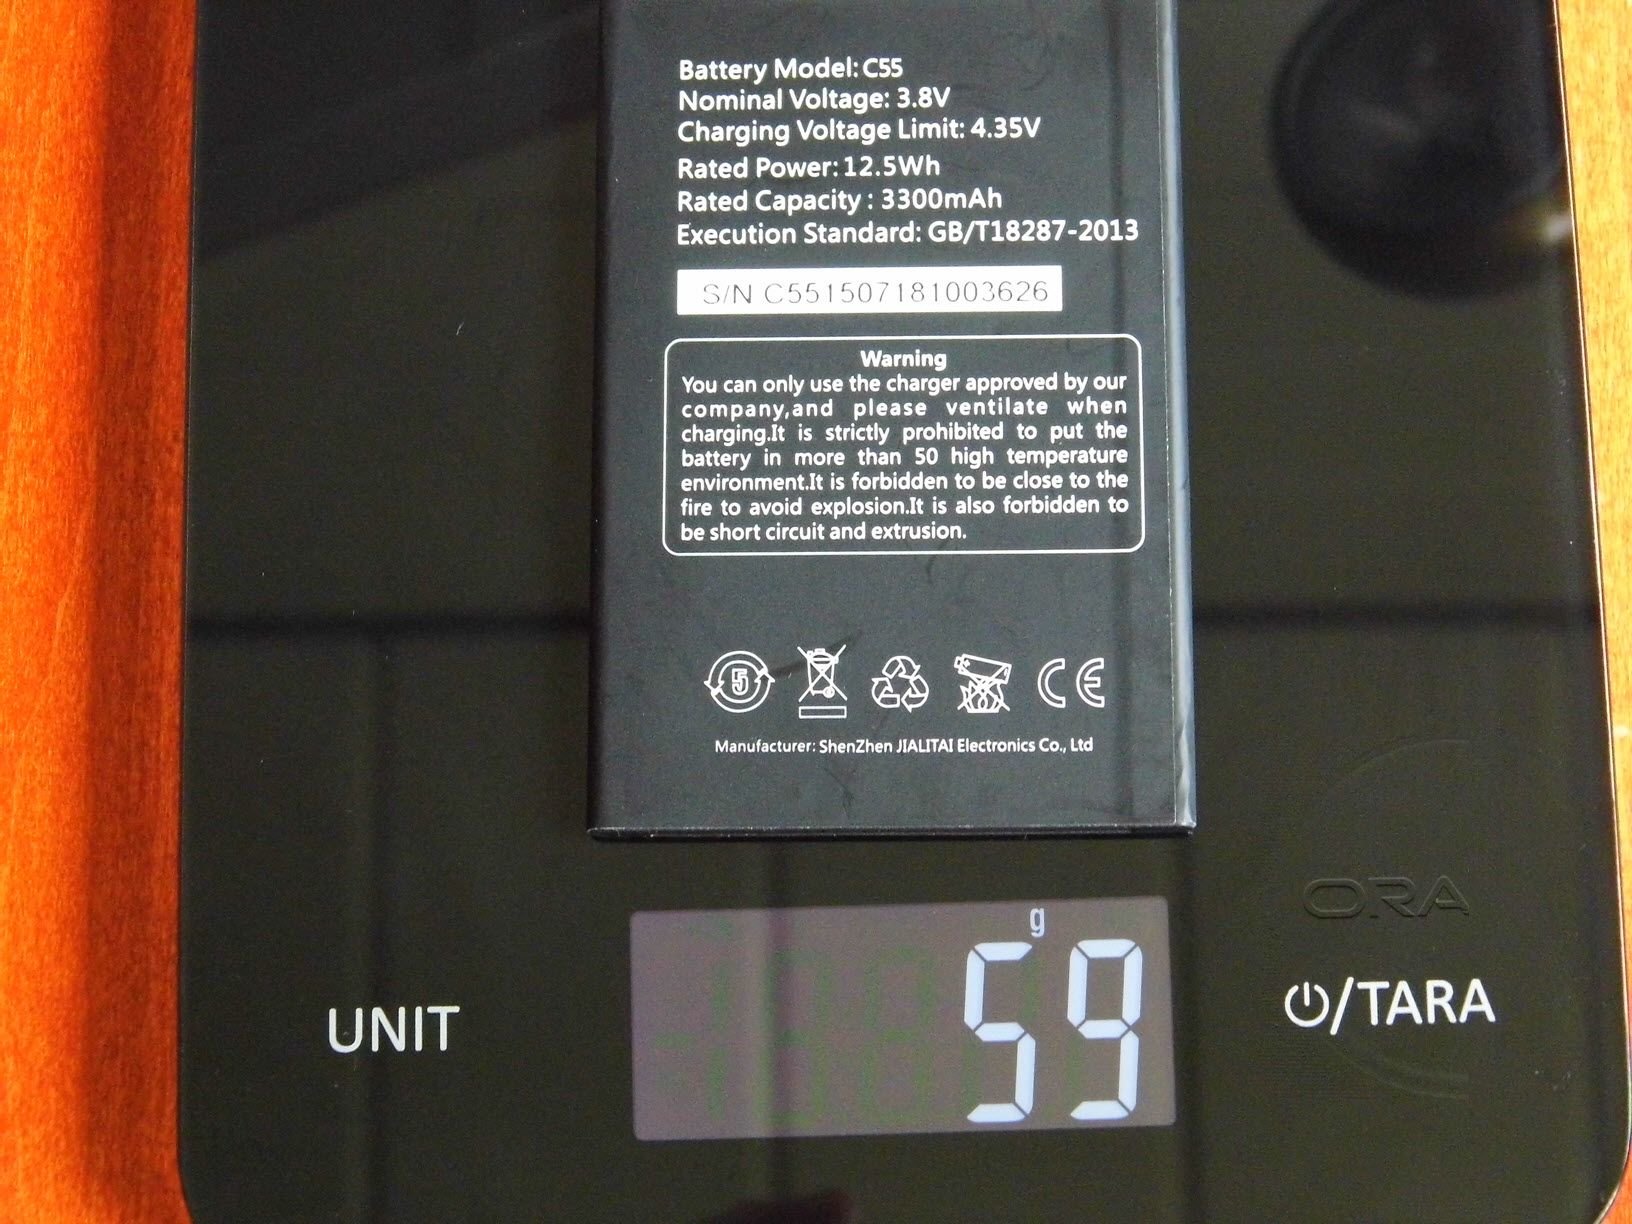 Battery Model: C55
Nominal Voltage: 3.8V
Charging Voltage Limit: 4.35V
Rated Power: 12.5Wh
Rated Capacity : 3300mAh
Execution Standard: GB/T18287-2013
S/N C551507181003626
Warning
You can only use the charger approved by our
company,and please ventilate when
charging.It is strictly prohibited to put the
battery in more than 50 high temperature
environment.It is forbidden to be close to the
fire to avoid explosion.It is also forbidden to
be short circuit and extrusion.
5
CE
Manufacturer: ShenZhen JIALITAI Electronics Co., Ltd
ORA
g
59
UNIT
/TARA